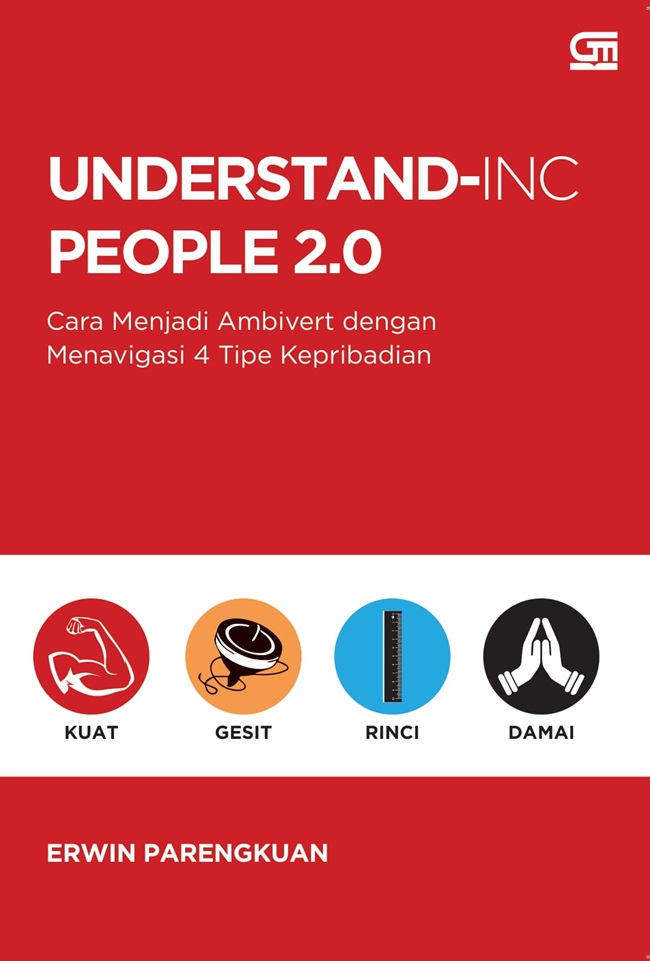 GM
UNDERSTAND-INC
PEOPLE 2.0
Cara Menjadi Ambivert dengan
Menavigasi 4 Tipe Kepribadian
KUAT
GESIT
RINCI
DAMAI
ERWIN PARENGKUAN